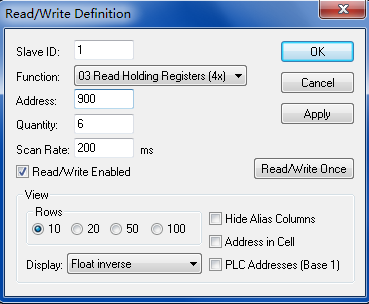 Read/Write Definition
Slave ID: 1
OK
Function: 03 Read Holding Registers (4x)
Cancel
Address: 900
Apply
Quantity: 6
Scan Rate: 200 ms
Read/Write Enabled
Read/Write Once
View
Rows
10 20 50 100
Hide Alias Columns
Address in Cell
Display: Float inverse
PLC Addresses (Base 1)